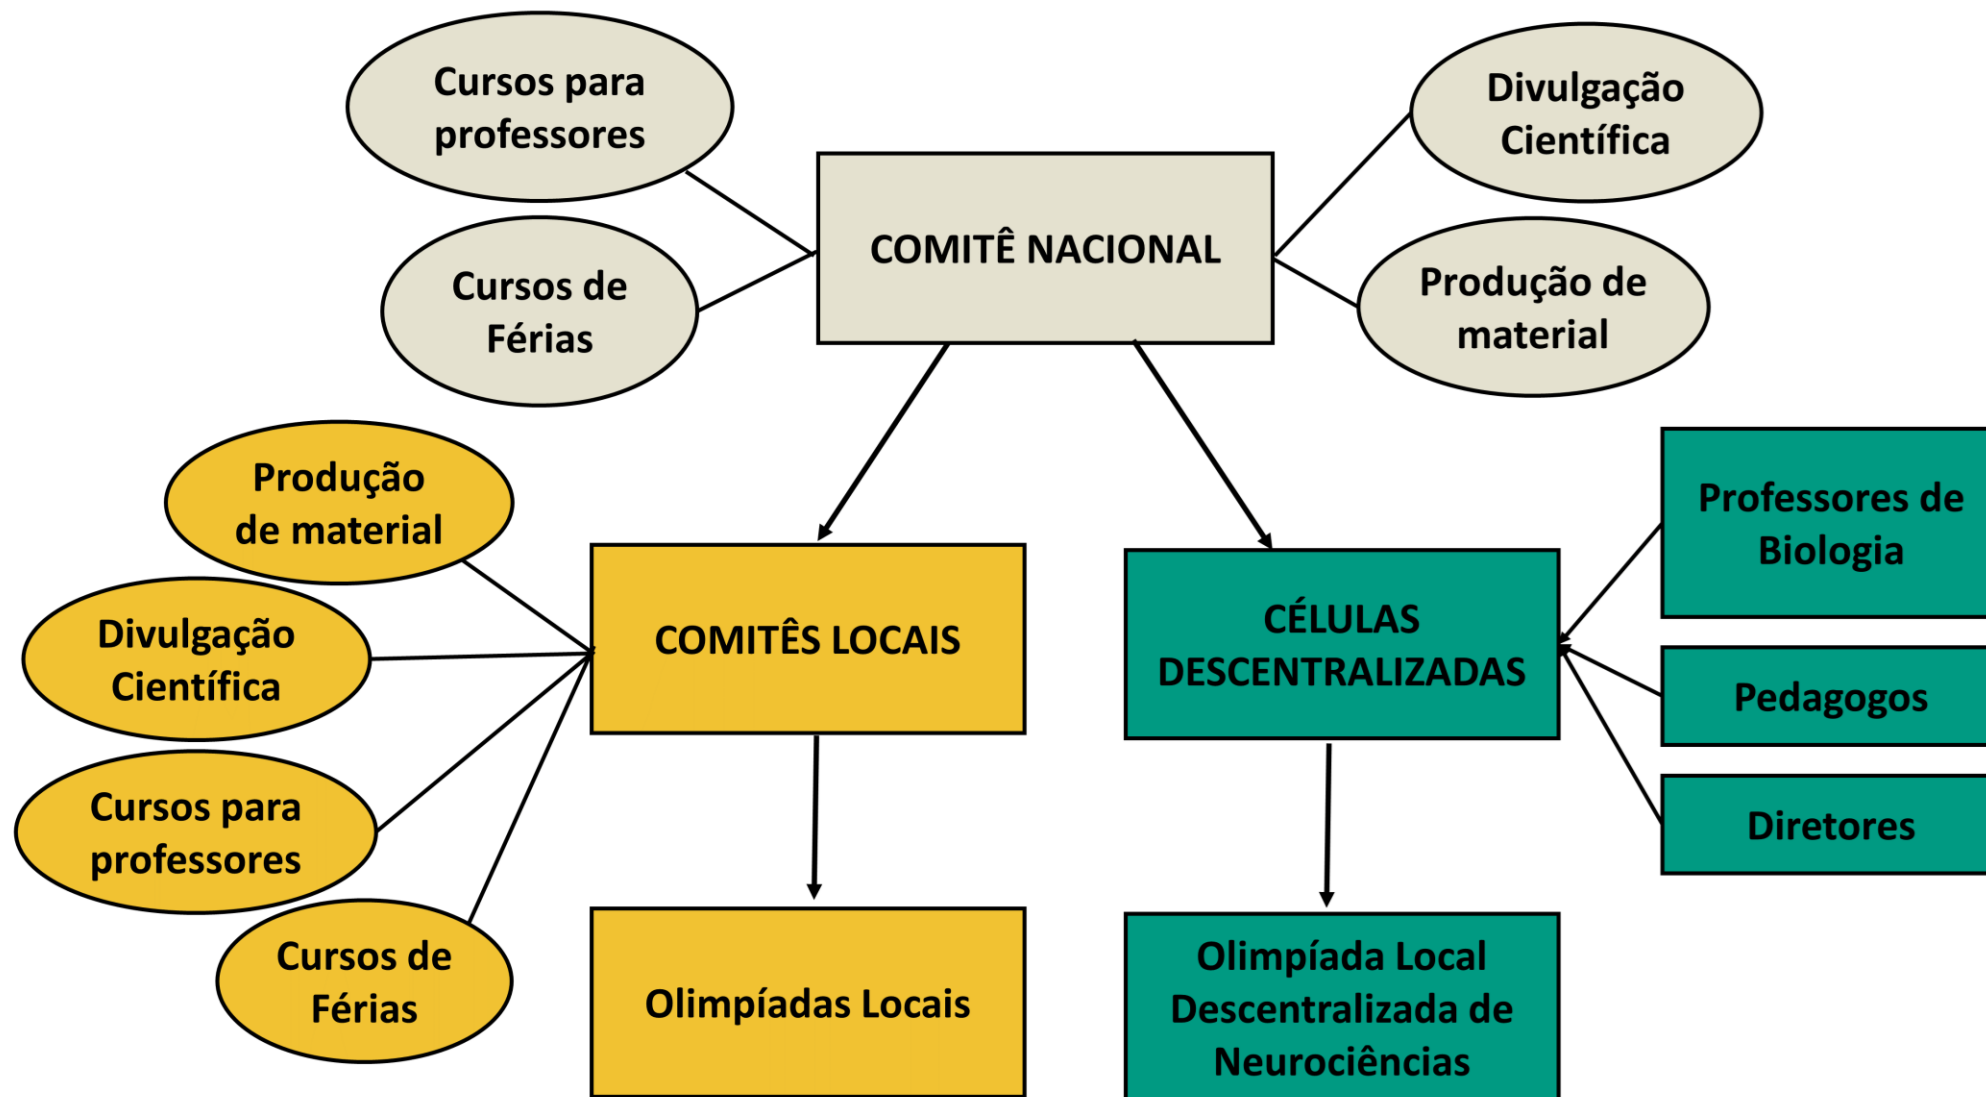 Cursos para
professores
Divulgação
Científica
COMITÊ NACIONAL
Cursos de
Férias
Produção de
material
Produção
de material
Divulgação
Científica
Cursos para
professores
Cursos de
Férias
COMITÊS LOCAIS
Olimpíadas Locais
CÉLULAS
DESCENTRALIZADAS
Professores de
Biologia
Pedagogos
Diretores
Olimpíada Local
Descentralizada de
Neurociências